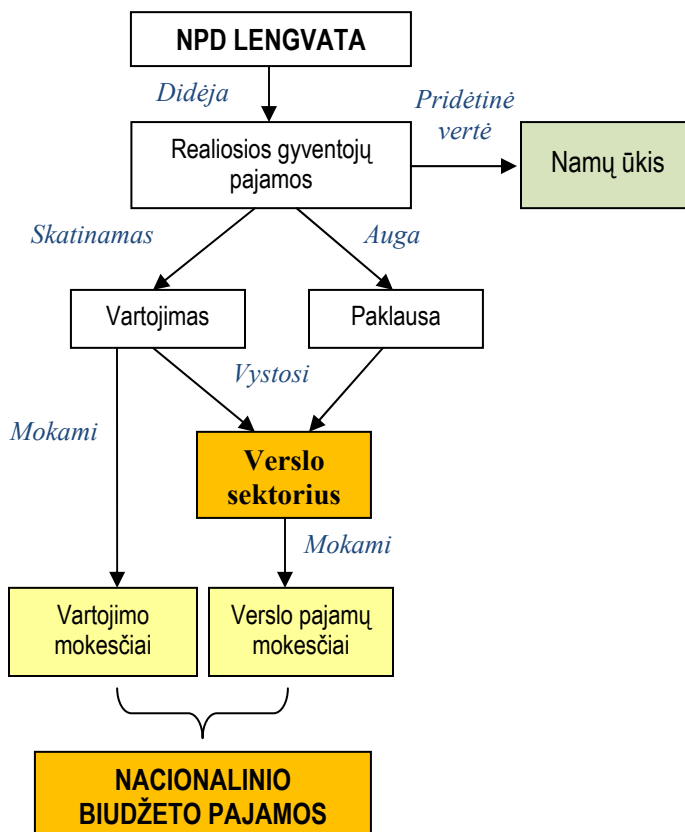 NPD LENGVATA
Didėja
Pridėtinė
vertė
Realiosios gyventojų
pajamos
Namų ūkis
Skatinamas
Auga
Vartojimas
Paklausa
Vystosi
Mokami
Verslo
sektorius
Mokami
Vartojimo
mokesčiai
Verslo pajamų
mokesčiai
NACIONALINIO
BIUDŽETO PAJAMOS